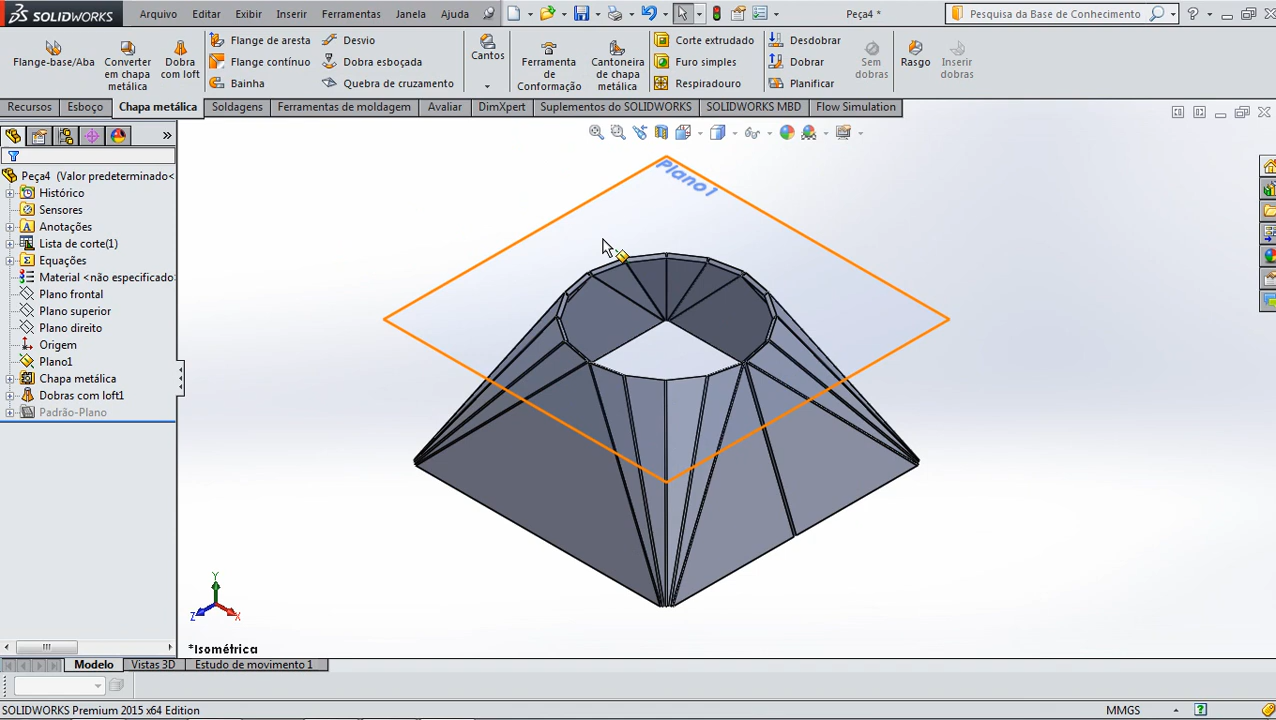 SOLIDWORKS Arquivo Editar Exibir Inserir Ferramentas Janela Ajuda Peça4 * Pesquisa da Base de Conhecimento
Flange-base/Aba
Converter em chapa metálica
Dobra com loft
Flange de aresta
Flange contínuo
Bainha
Desvio
Dobra esboçada
Quebra de cruzamento
Cantos
Ferramenta de Conformação
Cantoneira de chapa metálica
Corte extrudado
Furo simples
Respiradouro
Desdobrar
Dobrar
Planificar
Sem dobras
Rasgo
Inserir dobras
Recursos Esboço Chapa metálica Soldagens Ferramentas de moldagem Avaliar DimXpert Suplementos do SOLIDWORKS SOLIDWORKS MBD Flow Simulation
Peça4 (Valor predeterminado<
Histórico
Sensores
Anotações
Lista de corte(1)
Equações
Material <não especificado>
Plano frontal
Plano superior
Plano direito
Origem
Plano1
Chapa metálica
Dobras com loft1
Padrão-Plano
Plano1
Y
Z
X
*Isométrica
Modelo Vistas 3D Estudo de movimento 1
SOLIDWORKS Premium 2015 x64 Edition MMGS